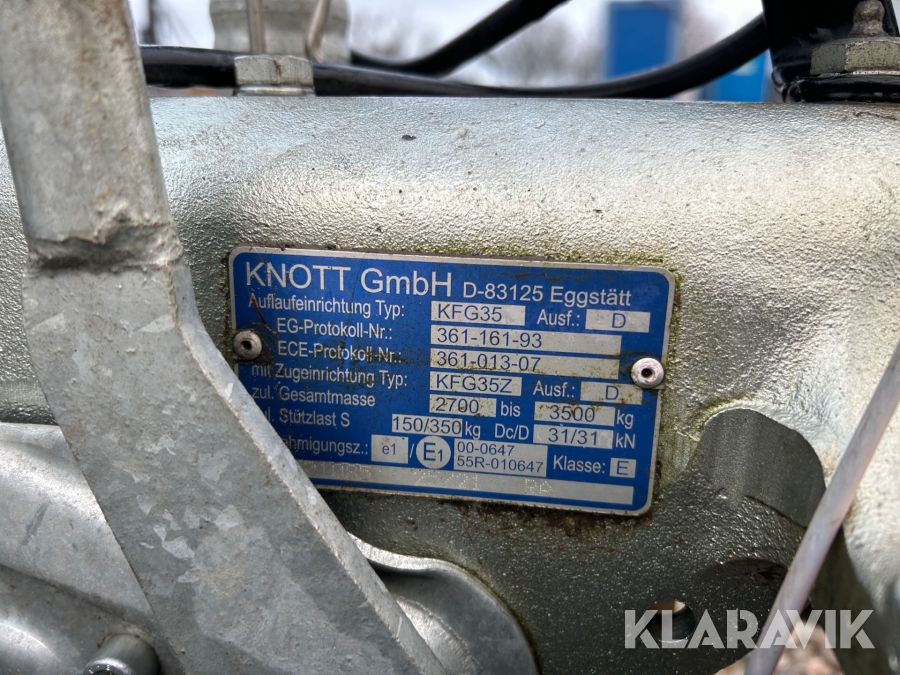 KNOTT GmbH D-83125 Eggstätt
Auflaufeinrichtung Typ: KFG35 Ausf.: D
EG-Protokoll-Nr.: 361-161-93
ECE-Protokoll-Nr.: 361-013-07
mit Zugeinrichtung Typ: KFG35Z Ausf.: D
zul. Gesamtmasse 2700 bis 3500 kg
Stützlast S 150/350 kg Dc/D 31/31 kN
e1 / E1 00-0647
55R-010647 Klasse: E
KLARAVIK